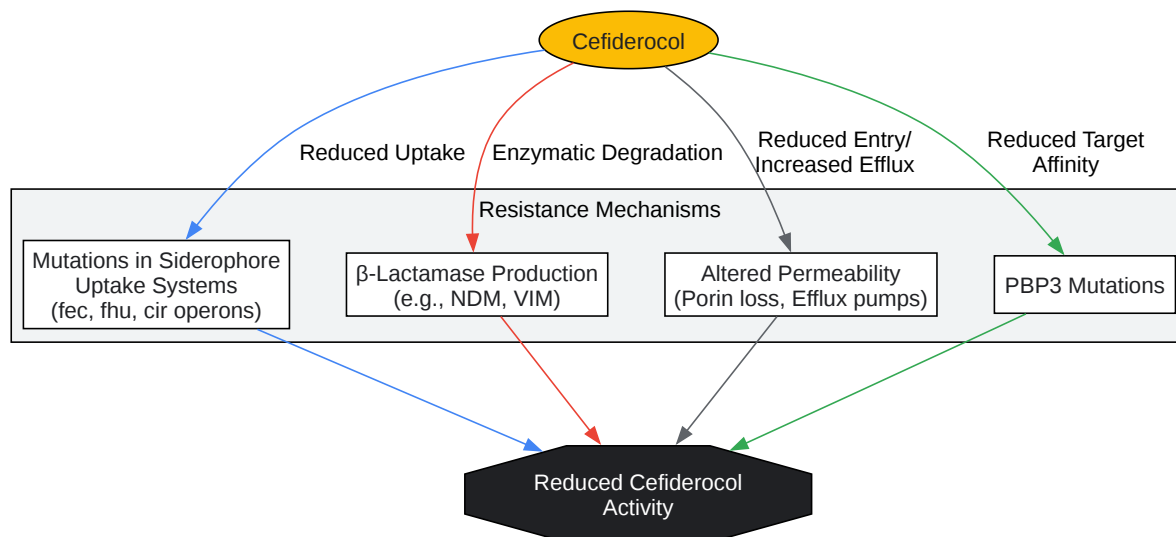 Cefiderocol
Reduced Uptake
Enzymatic Degradation
Reduced Entry/
Increased Efflux
Reduced Target
Affinity
Resistance Mechanisms
Mutations in Siderophore
Uptake Systems
(fec, fhu, cir operons)
β-Lactamase Production
(e.g., NDM, VIM)
Altered Permeability
(Porin loss, Efflux pumps)
PBP3 Mutations
Reduced Cefiderocol
Activity